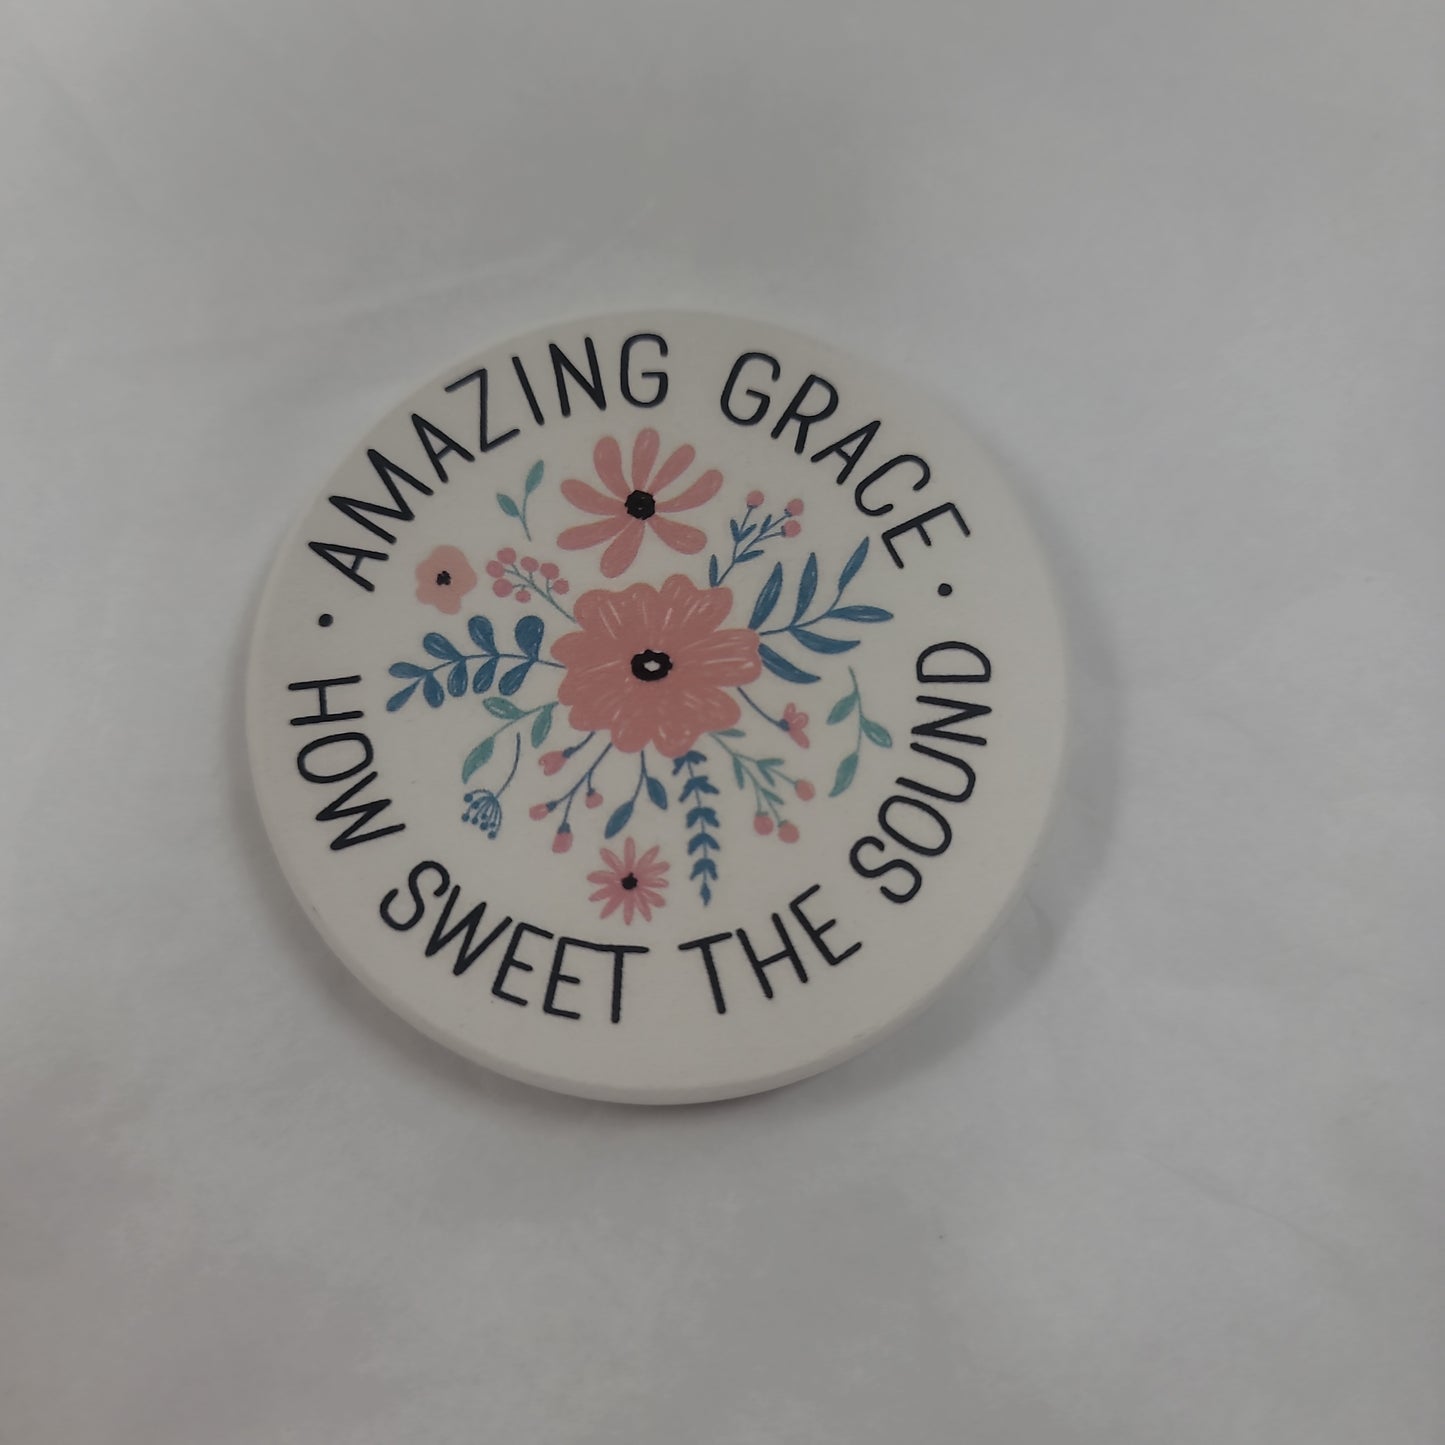 • AMAZING GRACE •
HOW SWEET THE SOUND